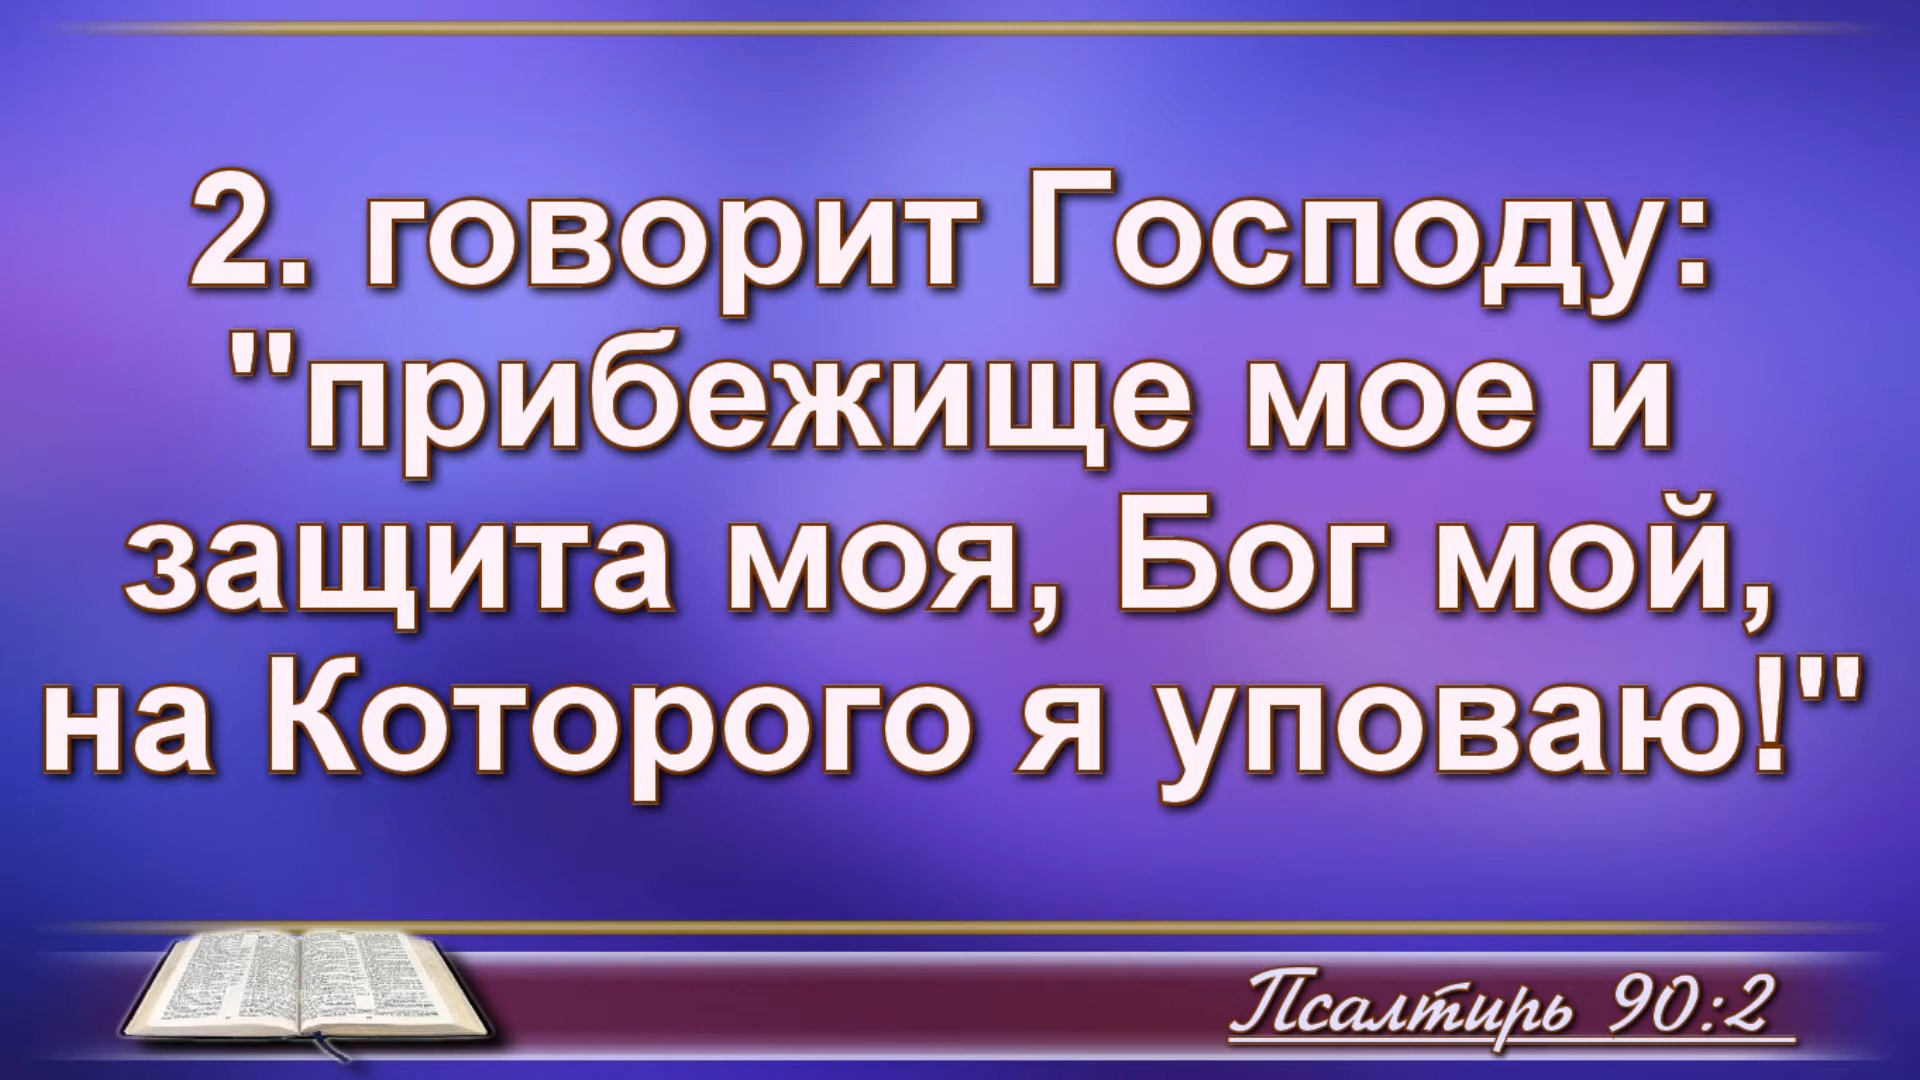 2. говорит Господу:
"прибежище мое и
защита моя, Бог мой,
на Которого я уповаю!"
Псалтирь 90:2